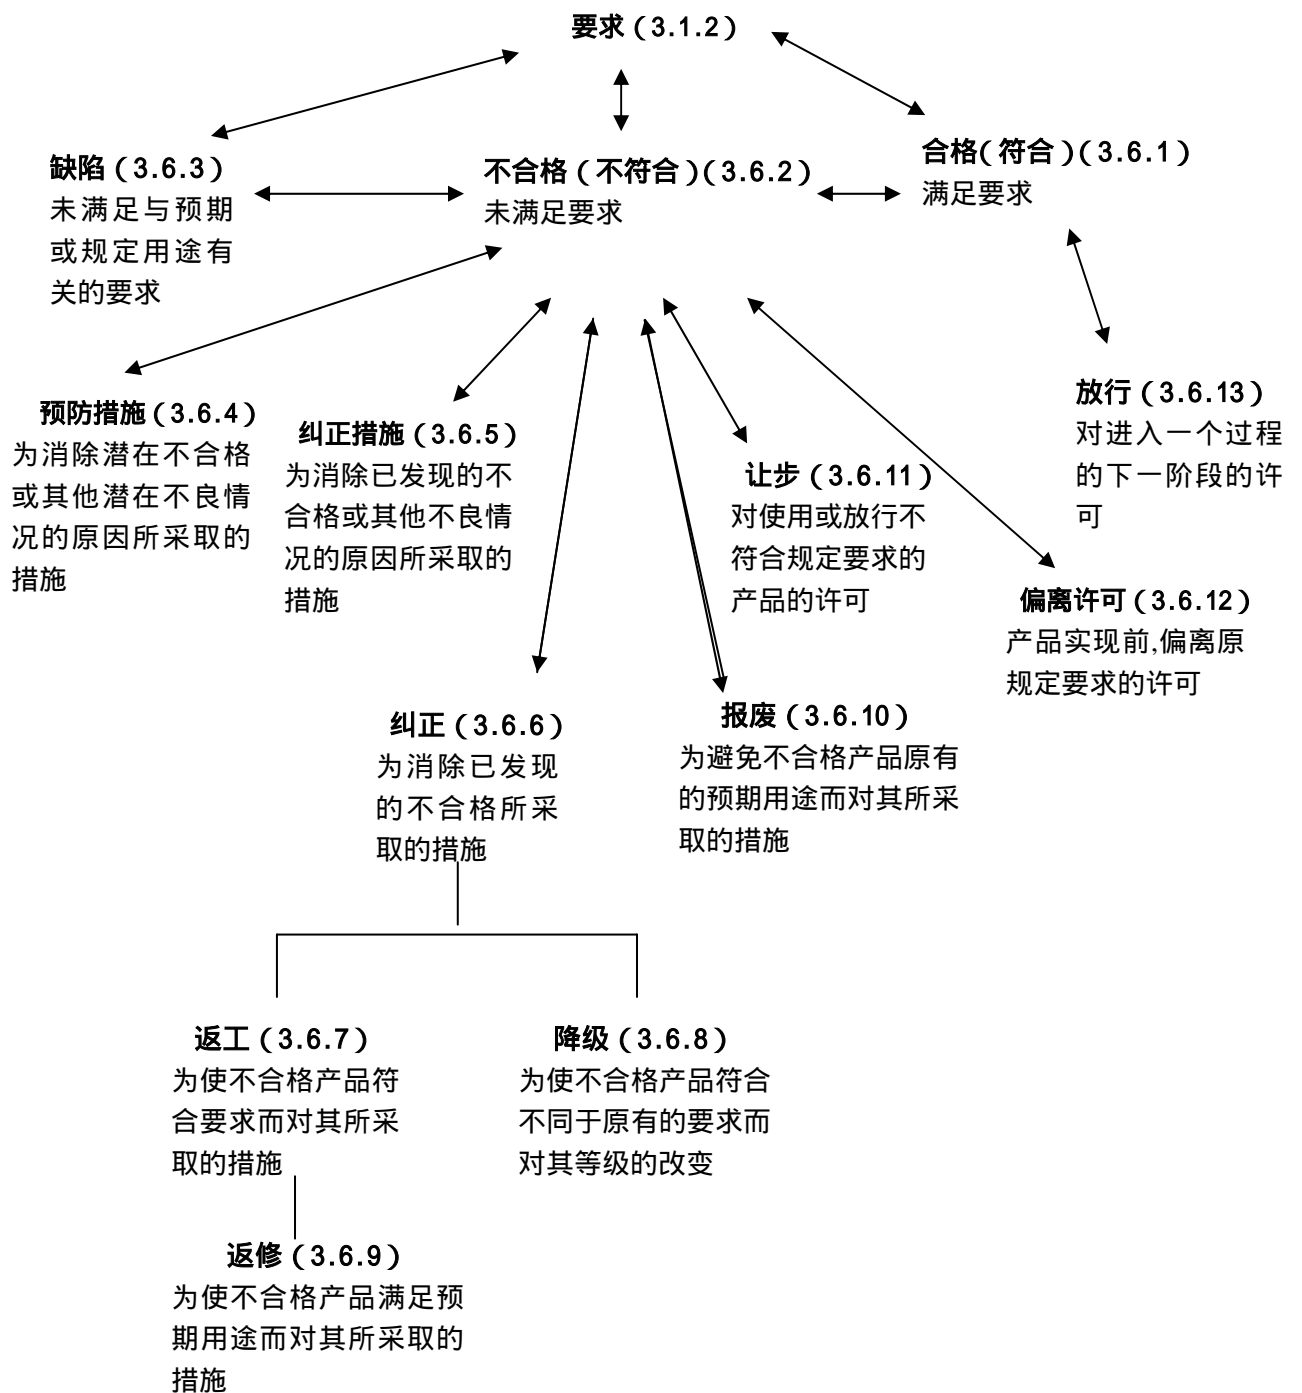 要求（3.1.2）
缺陷（3.6.3）
未满足与预期
或规定用途有
关的要求
不合格（不符合）(3.6.2）
未满足要求
合格(符合）(3.6.1）
满足要求
预防措施（3.6.4）
为消除潜在不合格
或其他潜在不良情
况的原因所采取的
措施
纠正措施（3.6.5）
为消除已发现的不
合格或其他不良情
况的原因所采取的
措施
让步（3.6.11）
对使用或放行不
符合规定要求的
产品的许可
放行（3.6.13）
对进入一个过程
的下一阶段的许
可
偏离许可（3.6.12）
产品实现前,偏离原
规定要求的许可
纠正（3.6.6）
为消除已发现
的不合格所采
取的措施
报废（3.6.10）
为避免不合格产品原有
的预期用途而对其所采
取的措施
返工（3.6.7）
为使不合格产品符
合要求而对其所采
取的措施
降级（3.6.8）
为使不合格产品符合
不同于原有的要求而
对其等级的改变
返修（3.6.9）
为使不合格产品满足预
期用途而对其所采取的
措施